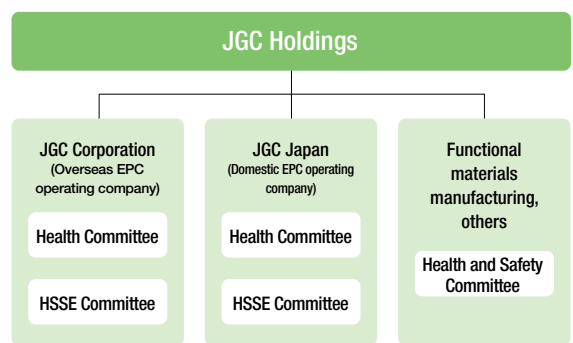 JGC Holdings
JGC Corporation
(Overseas EPC
operating company)
Health Committee
HSSE Committee
JGC Japan
(Domestic EPC operating
company)
Health Committee
HSSE Committee
Functional
materials
manufacturing,
others
Health and Safety
Committee